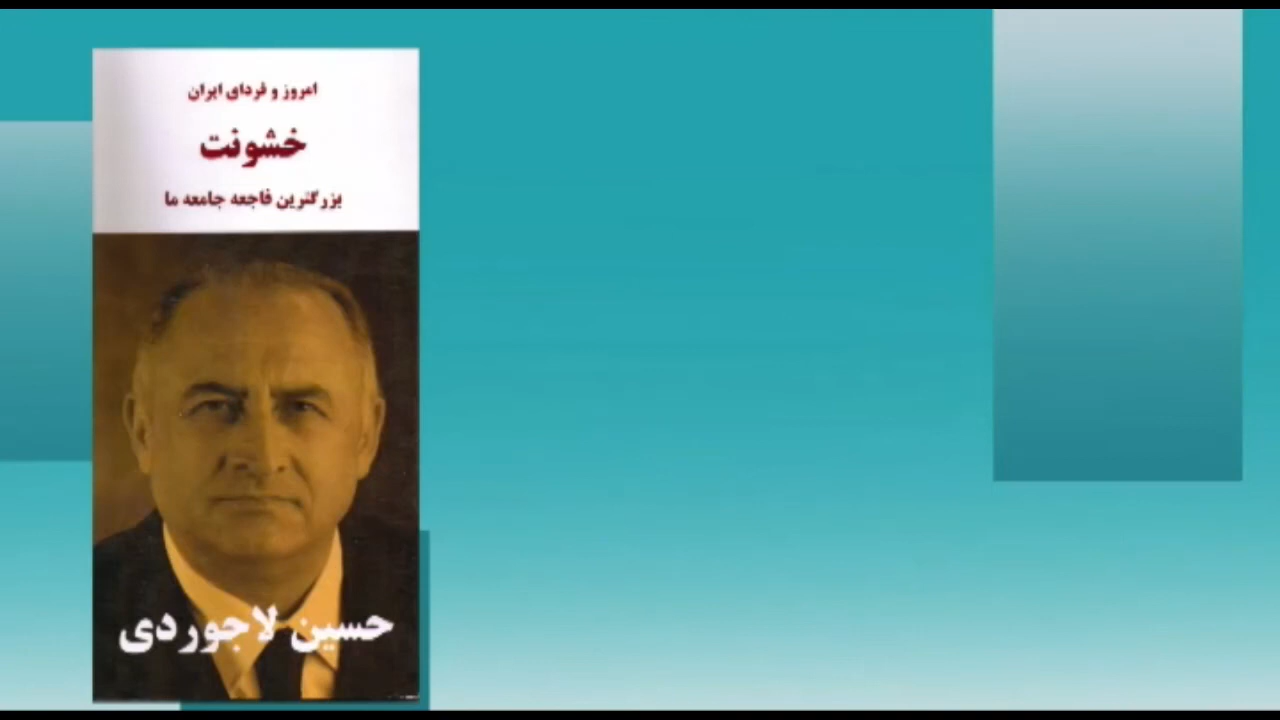 امروز و فردای ایران
خشونت
بزرگترین فاجعه جامعه ما
حسین لاجوردی